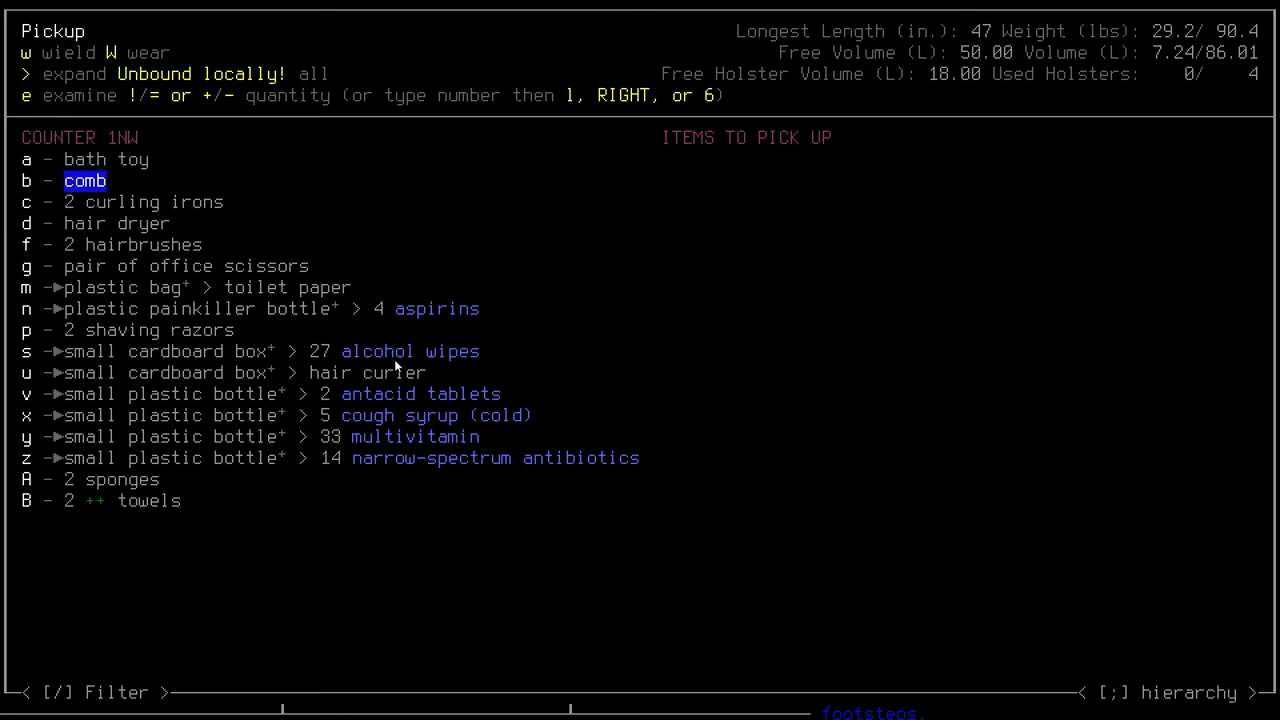 Pickup
Longest Length (in.): 47 Weight (lbs): 29.2/ 90.4
w wield W wear
Free Volume (L): 50.00 Volume (L): 7.24/86.01
> expand Unbound locally! all
Free Holster Volume (L): 18.00 Used Holsters: 0/ 4
e examine !/= or +/- quantity (or type number then l, RIGHT, or 6)
COUNTER 1NW
ITEMS TO PICK UP
a - bath toy
b - comb
c - 2 curling irons
d - hair dryer
f - 2 hairbrushes
g - pair of office scissors
m -▶plastic bag⁺ > toilet paper
n -▶plastic painkiller bottle⁺ > 4 aspirins
p - 2 shaving razors
s -▶small cardboard box⁺ > 27 alcohol wipes
u -▶small cardboard box⁺ > hair curler
v -▶small plastic bottle⁺ > 2 antacid tablets
x -▶small plastic bottle⁺ > 5 cough syrup (cold)
y -▶small plastic bottle⁺ > 33 multivitamin
z -▶small plastic bottle⁺ > 14 narrow-spectrum antibiotics
A - 2 sponges
B - 2 ++ towels
< [/] Filter >
< [;] hierarchy >
footsteps.